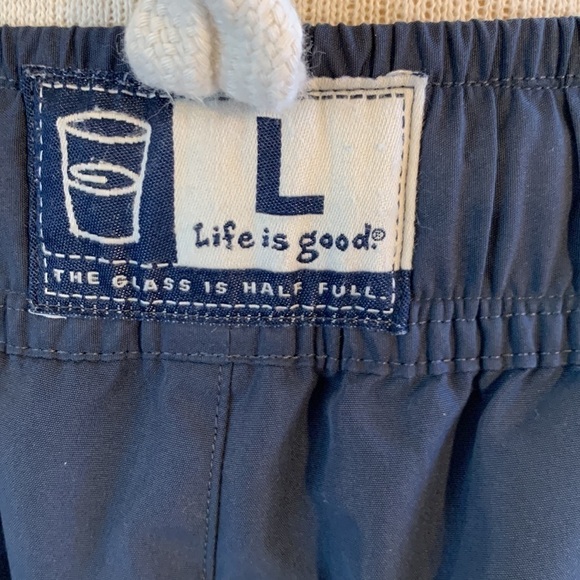 L
Life is good.®
THE GLASS IS HALF FULL.